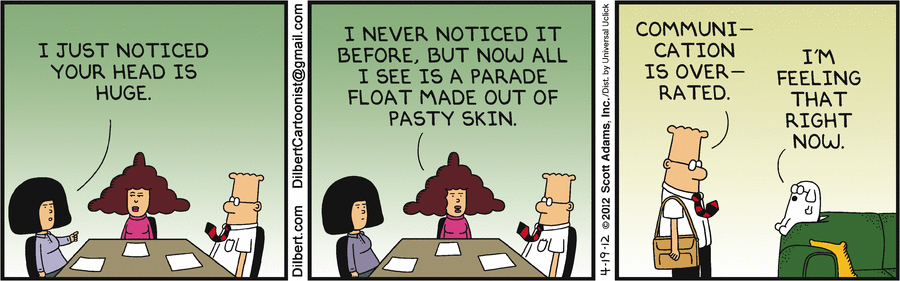 I JUST NOTICED
YOUR HEAD IS
HUGE.
Dilbert.com DilbertCartoonist@gmail.com
I NEVER NOTICED IT
BEFORE, BUT NOW ALL
I SEE IS A PARADE
FLOAT MADE OUT OF
PASTY SKIN.
4-19-12 © 2012 Scott Adams, Inc./Dist. by Universal Uclick
COMMUNI-
CATION
IS OVER-
RATED.
I'M
FEELING
THAT
RIGHT
NOW.